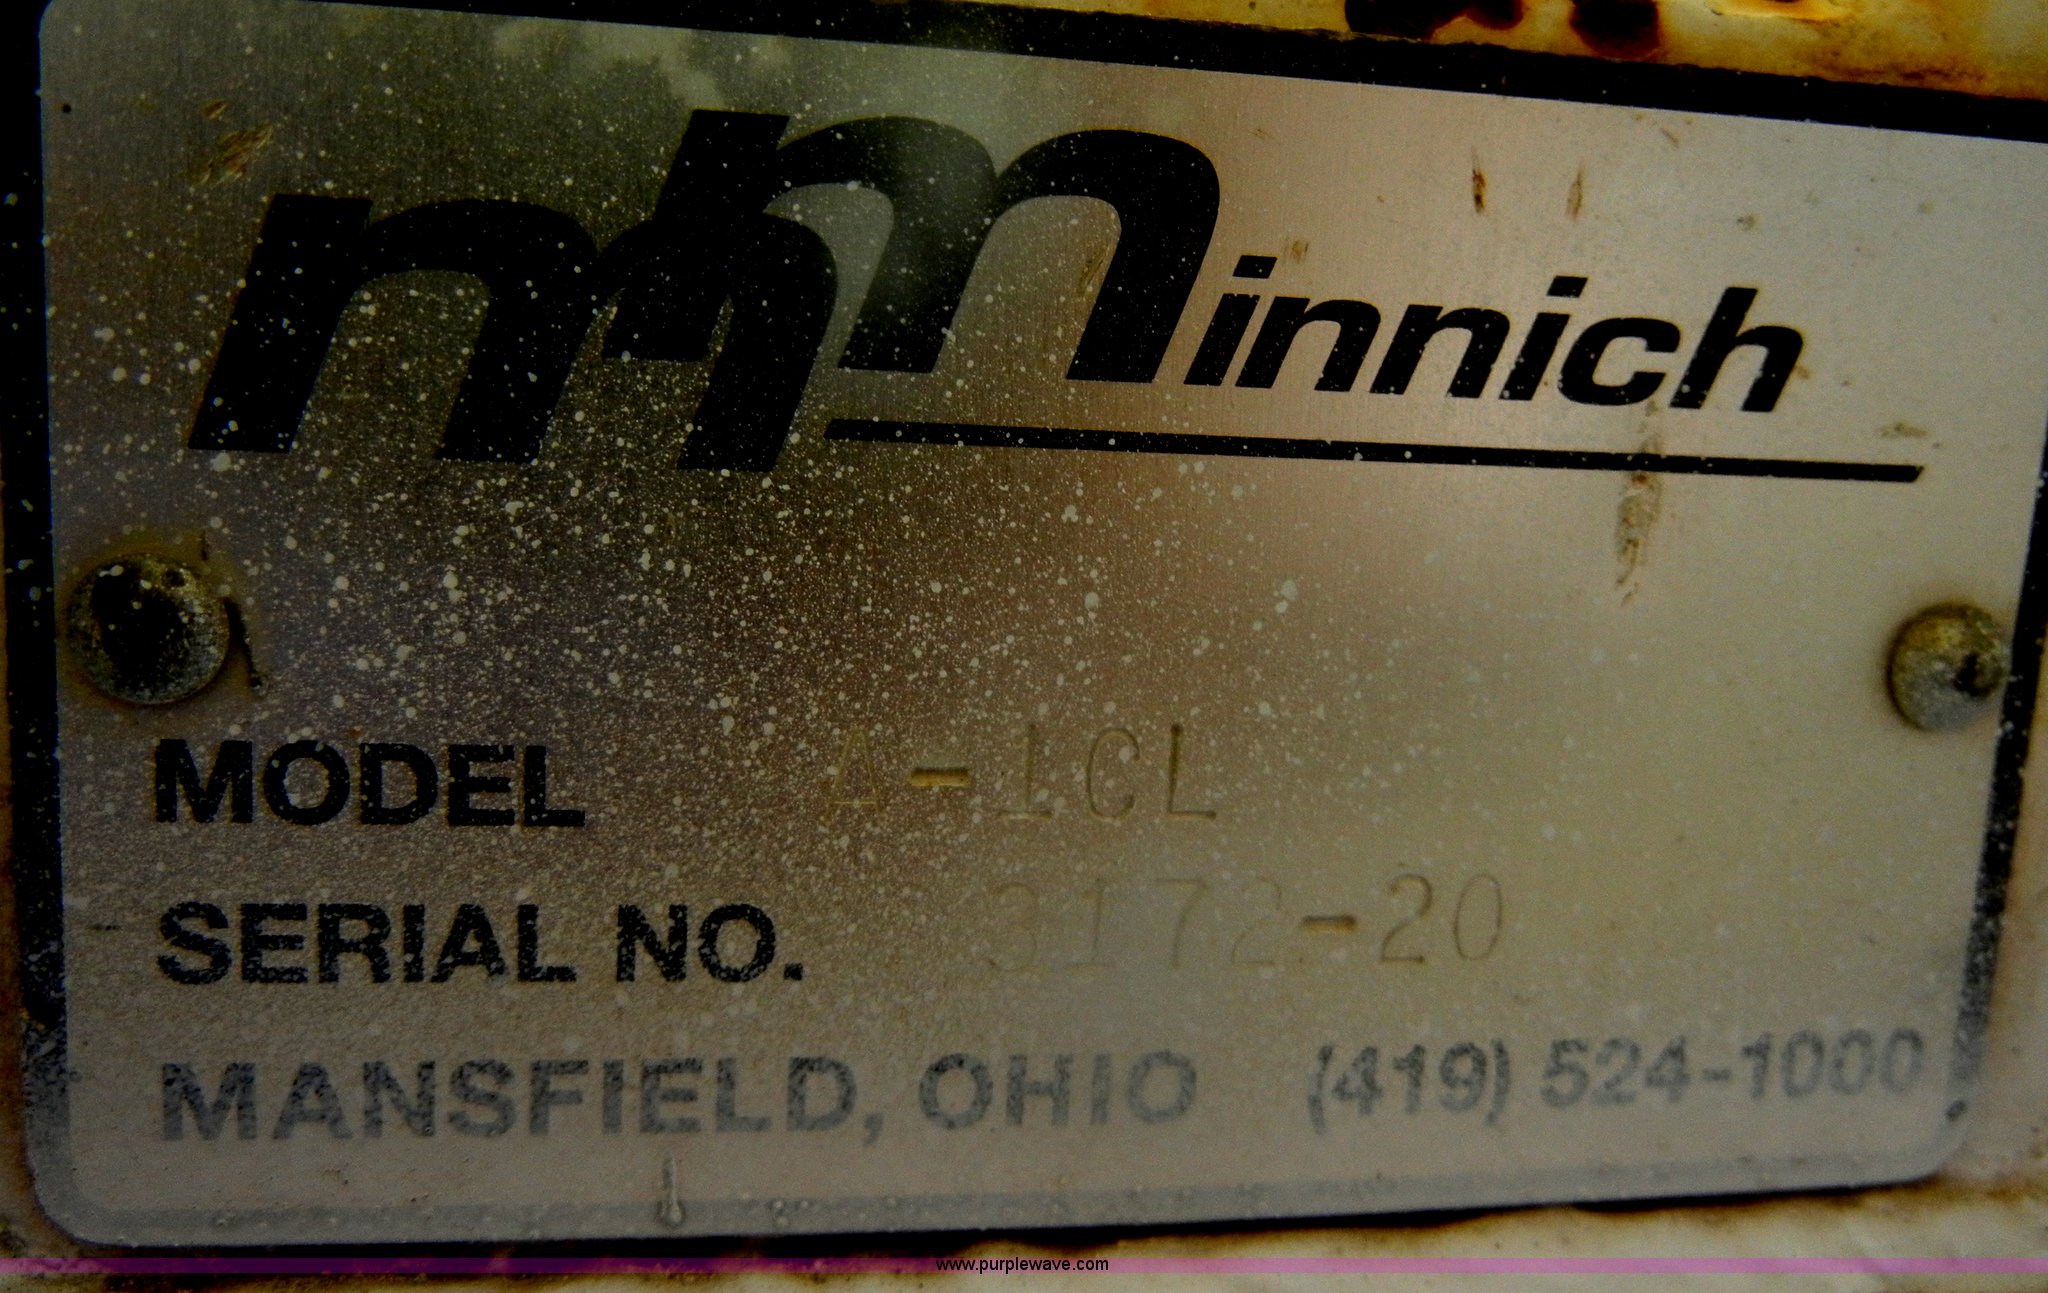 Minnich
MODEL A-1CL
SERIAL NO. 3172-20
MANSFIELD, OHIO (419) 524-1000
www.purplewave.com